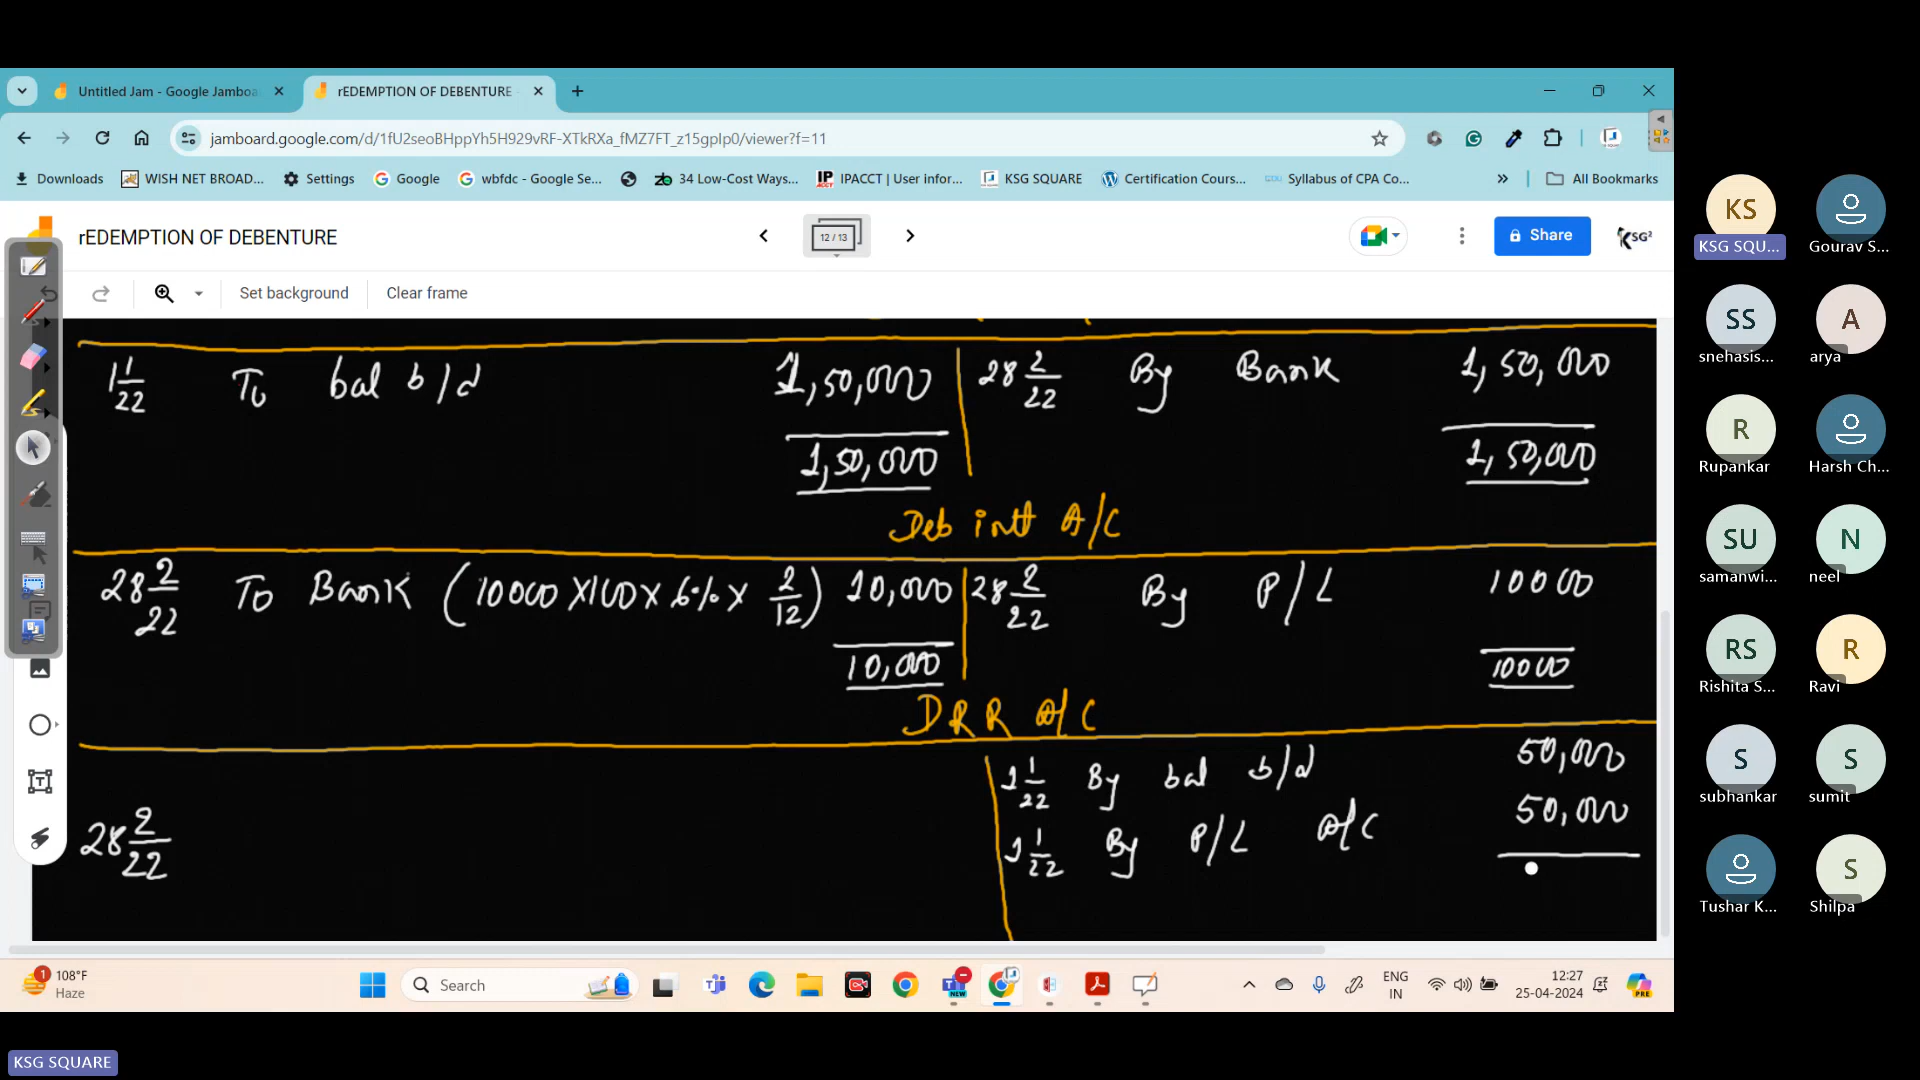 Untitled Jam - Google Jamboa
rEDEMPTION OF DEBENTURE -
jamboard.google.com/d/1fU2seoBHppYh5H929vRF-XTkRXa_fMZ7FT_z15gpIp0/viewer?f=11
Downloads WISH NET BROAD... Settings Google wbfdc - Google Se... 34 Low-Cost Ways... IPACCT | User infor... KSG SQUARE Certification Cours... Syllabus of CPA Co... » All Bookmarks
rEDEMPTION OF DEBENTURE 12 / 13 Share KSG²
Set background Clear frame
1 1/22 To bal b/d 1,50,000 28 2/22 By Bank 1,50,000
1,50,000 1,50,000
Deb intt A/C
28 2/22 To Bank (10000 X100 X 6% X 2/12) 10,000 28 2/22 By P/L 10000
10,000 10000
DRR A/C
1 1/22 By bal b/d 50,000
1 1/22 By P/L A/C 50,000
28 2/22
KS
KSG SQU...
Gourav S...
SS
snehasis...
A
arya
R
Rupankar
Harsh Ch...
SU
samanwi...
N
neel
RS
Rishita S...
R
Ravi
S
subhankar
S
sumit
Tushar K...
S
Shilpa
1 108°F
Haze
Search
NEW
ENG
IN
12:27
25-04-2024
PRE
KSG SQUARE